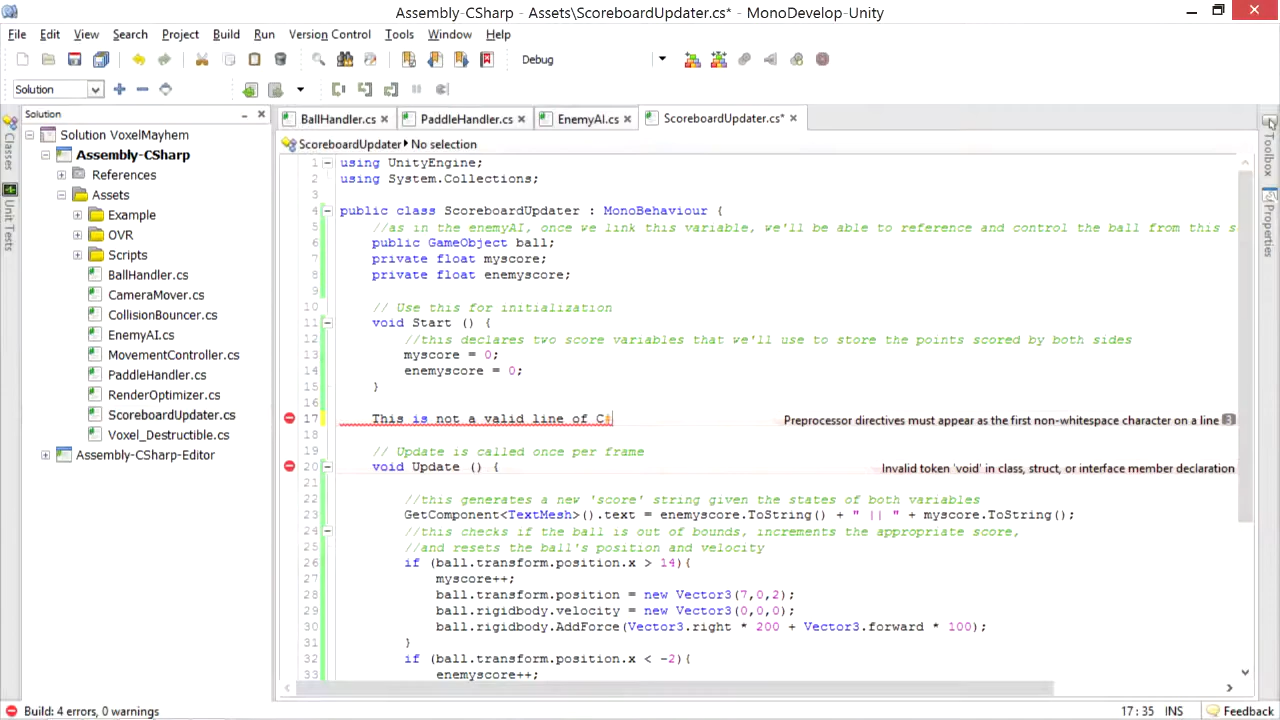 Assembly-CSharp - Assets\ScoreboardUpdater.cs* - MonoDevelop-Unity
File Edit View Search Project Build Run Version Control Tools Window Help
Debug
Solution
Solution
BallHandler.cs PaddleHandler.cs EnemyAI.cs ScoreboardUpdater.cs*
Classes
Unit Tests
Toolbox
Properties
Solution VoxelMayhem
Assembly-CSharp
References
Assets
Example
OVR
Scripts
BallHandler.cs
CameraMover.cs
CollisionBouncer.cs
EnemyAI.cs
MovementController.cs
PaddleHandler.cs
RenderOptimizer.cs
ScoreboardUpdater.cs
Voxel_Destructible.cs
Assembly-CSharp-Editor
ScoreboardUpdater No selection
1 using UnityEngine;
2 using System.Collections;
3
4 public class ScoreboardUpdater : MonoBehaviour {
5 //as in the enemyAI, once we link this variable, we'll be able to reference and control the ball from this s
6 public GameObject ball;
7 private float myscore;
8 private float enemyscore;
9
10 // Use this for initialization
11 void Start () {
12 //this declares two score variables that we'll use to store the points scored by both sides
13 myscore = 0;
14 enemyscore = 0;
15 }
16
17 This is not a valid line of C# Preprocessor directives must appear as the first non-whitespace character on a line 3
18
19 // Update is called once per frame
20 void Update () { Invalid token 'void' in class, struct, or interface member declaration
21
22 //this generates a new 'score' string given the states of both variables
23 GetComponent<TextMesh>().text = enemyscore.ToString() + " || " + myscore.ToString();
24 //this checks if the ball is out of bounds, increments the appropriate score,
25 //and resets the ball's position and velocity
26 if (ball.transform.position.x > 14){
27 myscore++;
28 ball.transform.position = new Vector3(7,0,2);
29 ball.rigidbody.velocity = new Vector3(0,0,0);
30 ball.rigidbody.AddForce(Vector3.right * 200 + Vector3.forward * 100);
31 }
32 if (ball.transform.position.x < -2){
33 enemyscore++;
Build: 4 errors, 0 warnings
17 : 35 INS Feedback